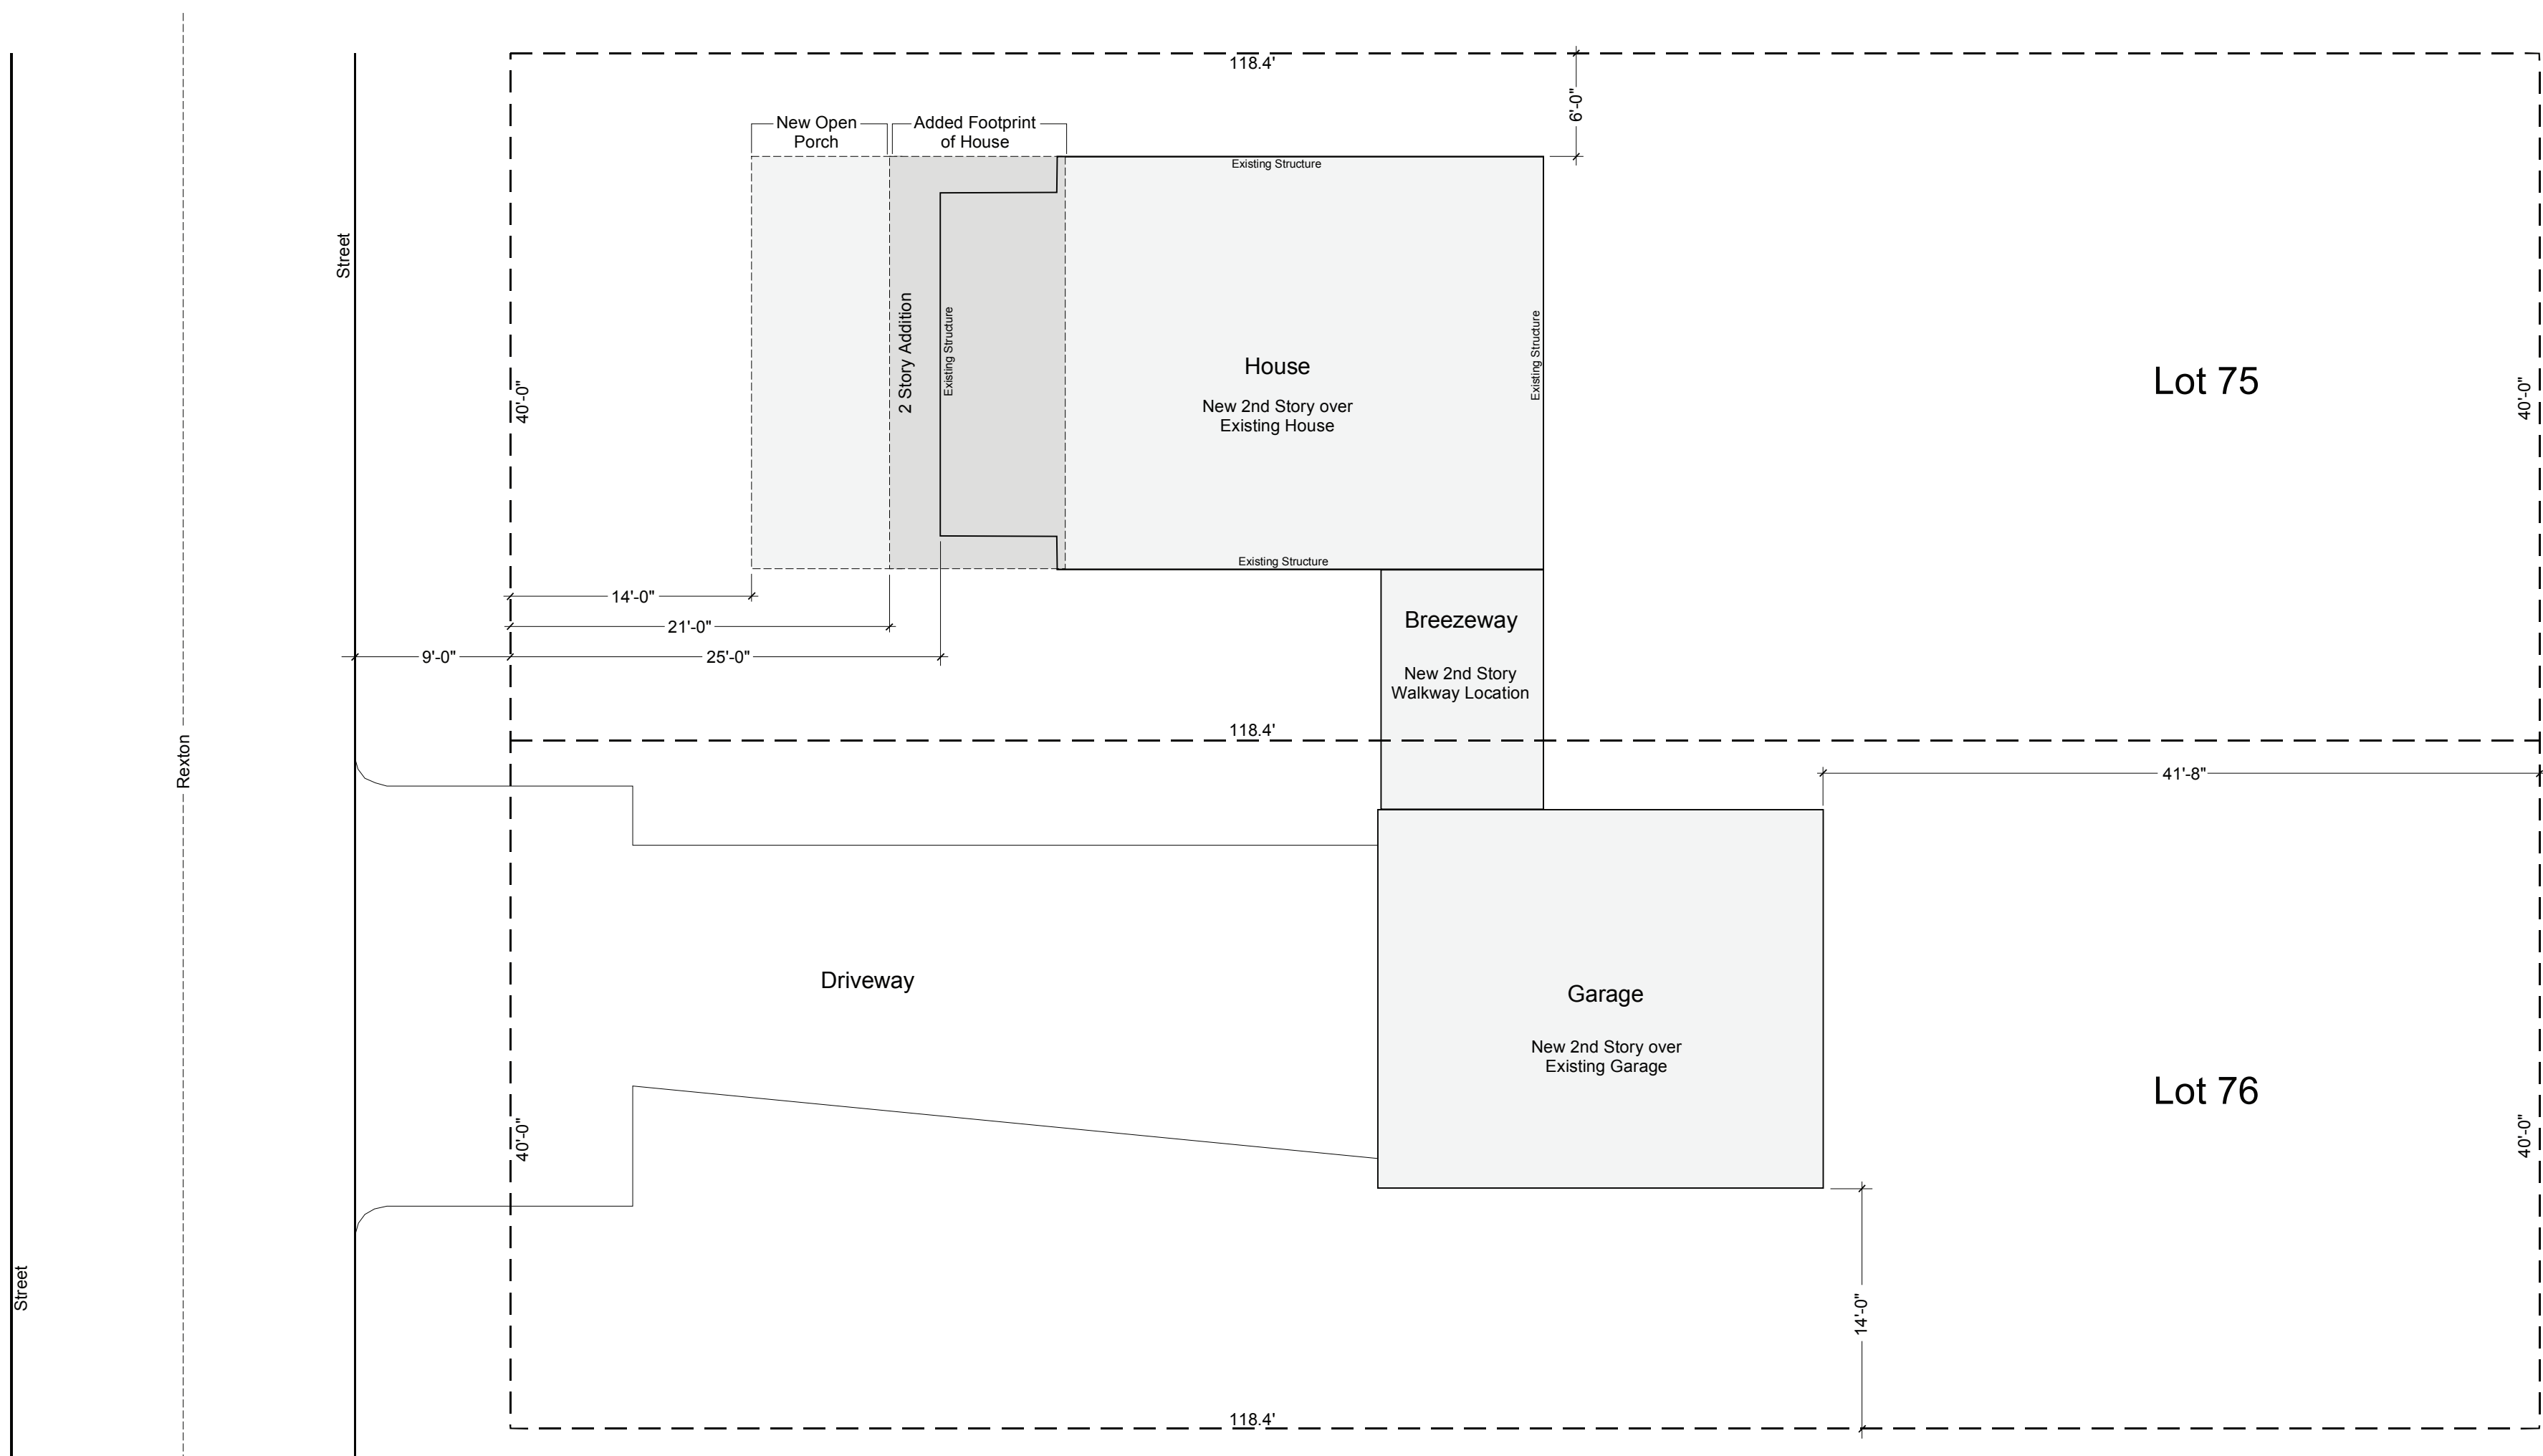 118.4'
6'-0"
New Open
Porch
Added Footprint
of House
Existing Structure
Street
40'-0"
2 Story Addition
Existing Structure
House
New 2nd Story over
Existing House
Existing Structure
Lot 75
40'-0"
Existing Structure
14'-0"
21'-0"
9'-0"
25'-0"
Breezeway
New 2nd Story
Walkway Location
118.4'
Rexton
41'-8"
Driveway
Garage
New 2nd Story over
Existing Garage
Lot 76
40'-0"
40'-0"
Street
14'-0"
118.4'